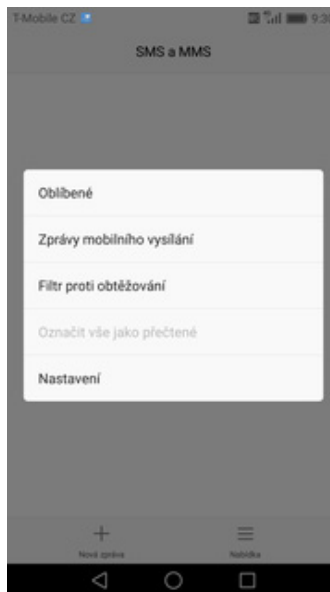 T-Mobile CZ
SMS a MMS
Oblíbené
Zprávy mobilního vysílání
Filtr proti obtěžování
Označit vše jako přečtené
Nastavení
Nová zpráva
Nabídka